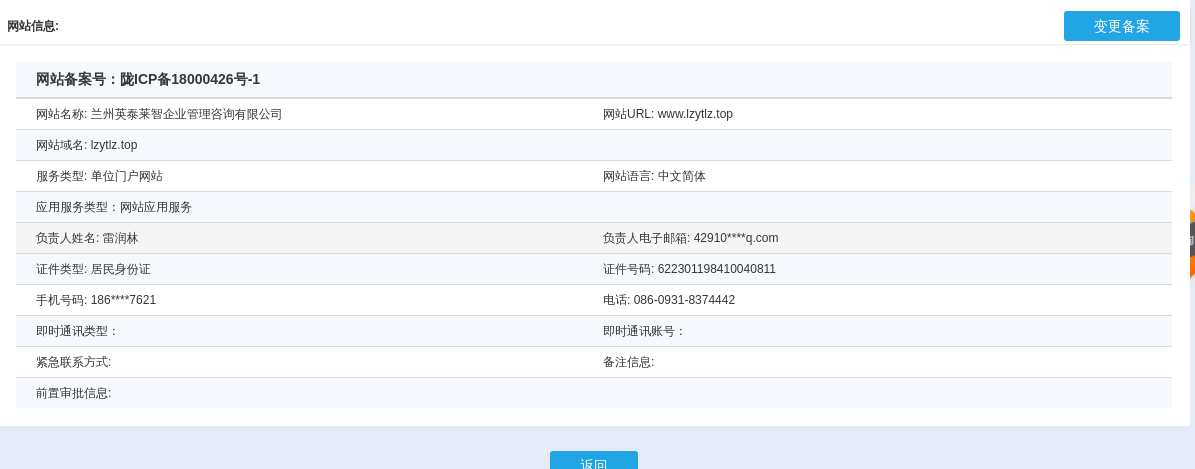 网站信息:
变更备案
网站备案号：陇ICP备18000426号-1
网站名称: 兰州英泰莱智企业管理咨询有限公司 网站URL: www.lzytlz.top
网站域名: lzytlz.top
服务类型: 单位门户网站 网站语言: 中文简体
应用服务类型：网站应用服务
负责人姓名: 雷润林 负责人电子邮箱: 42910****q.com
证件类型: 居民身份证 证件号码: 622301198410040811
手机号码: 186****7621 电话: 086-0931-8374442
即时通讯类型： 即时通讯账号：
紧急联系方式: 备注信息:
前置审批信息:
返回